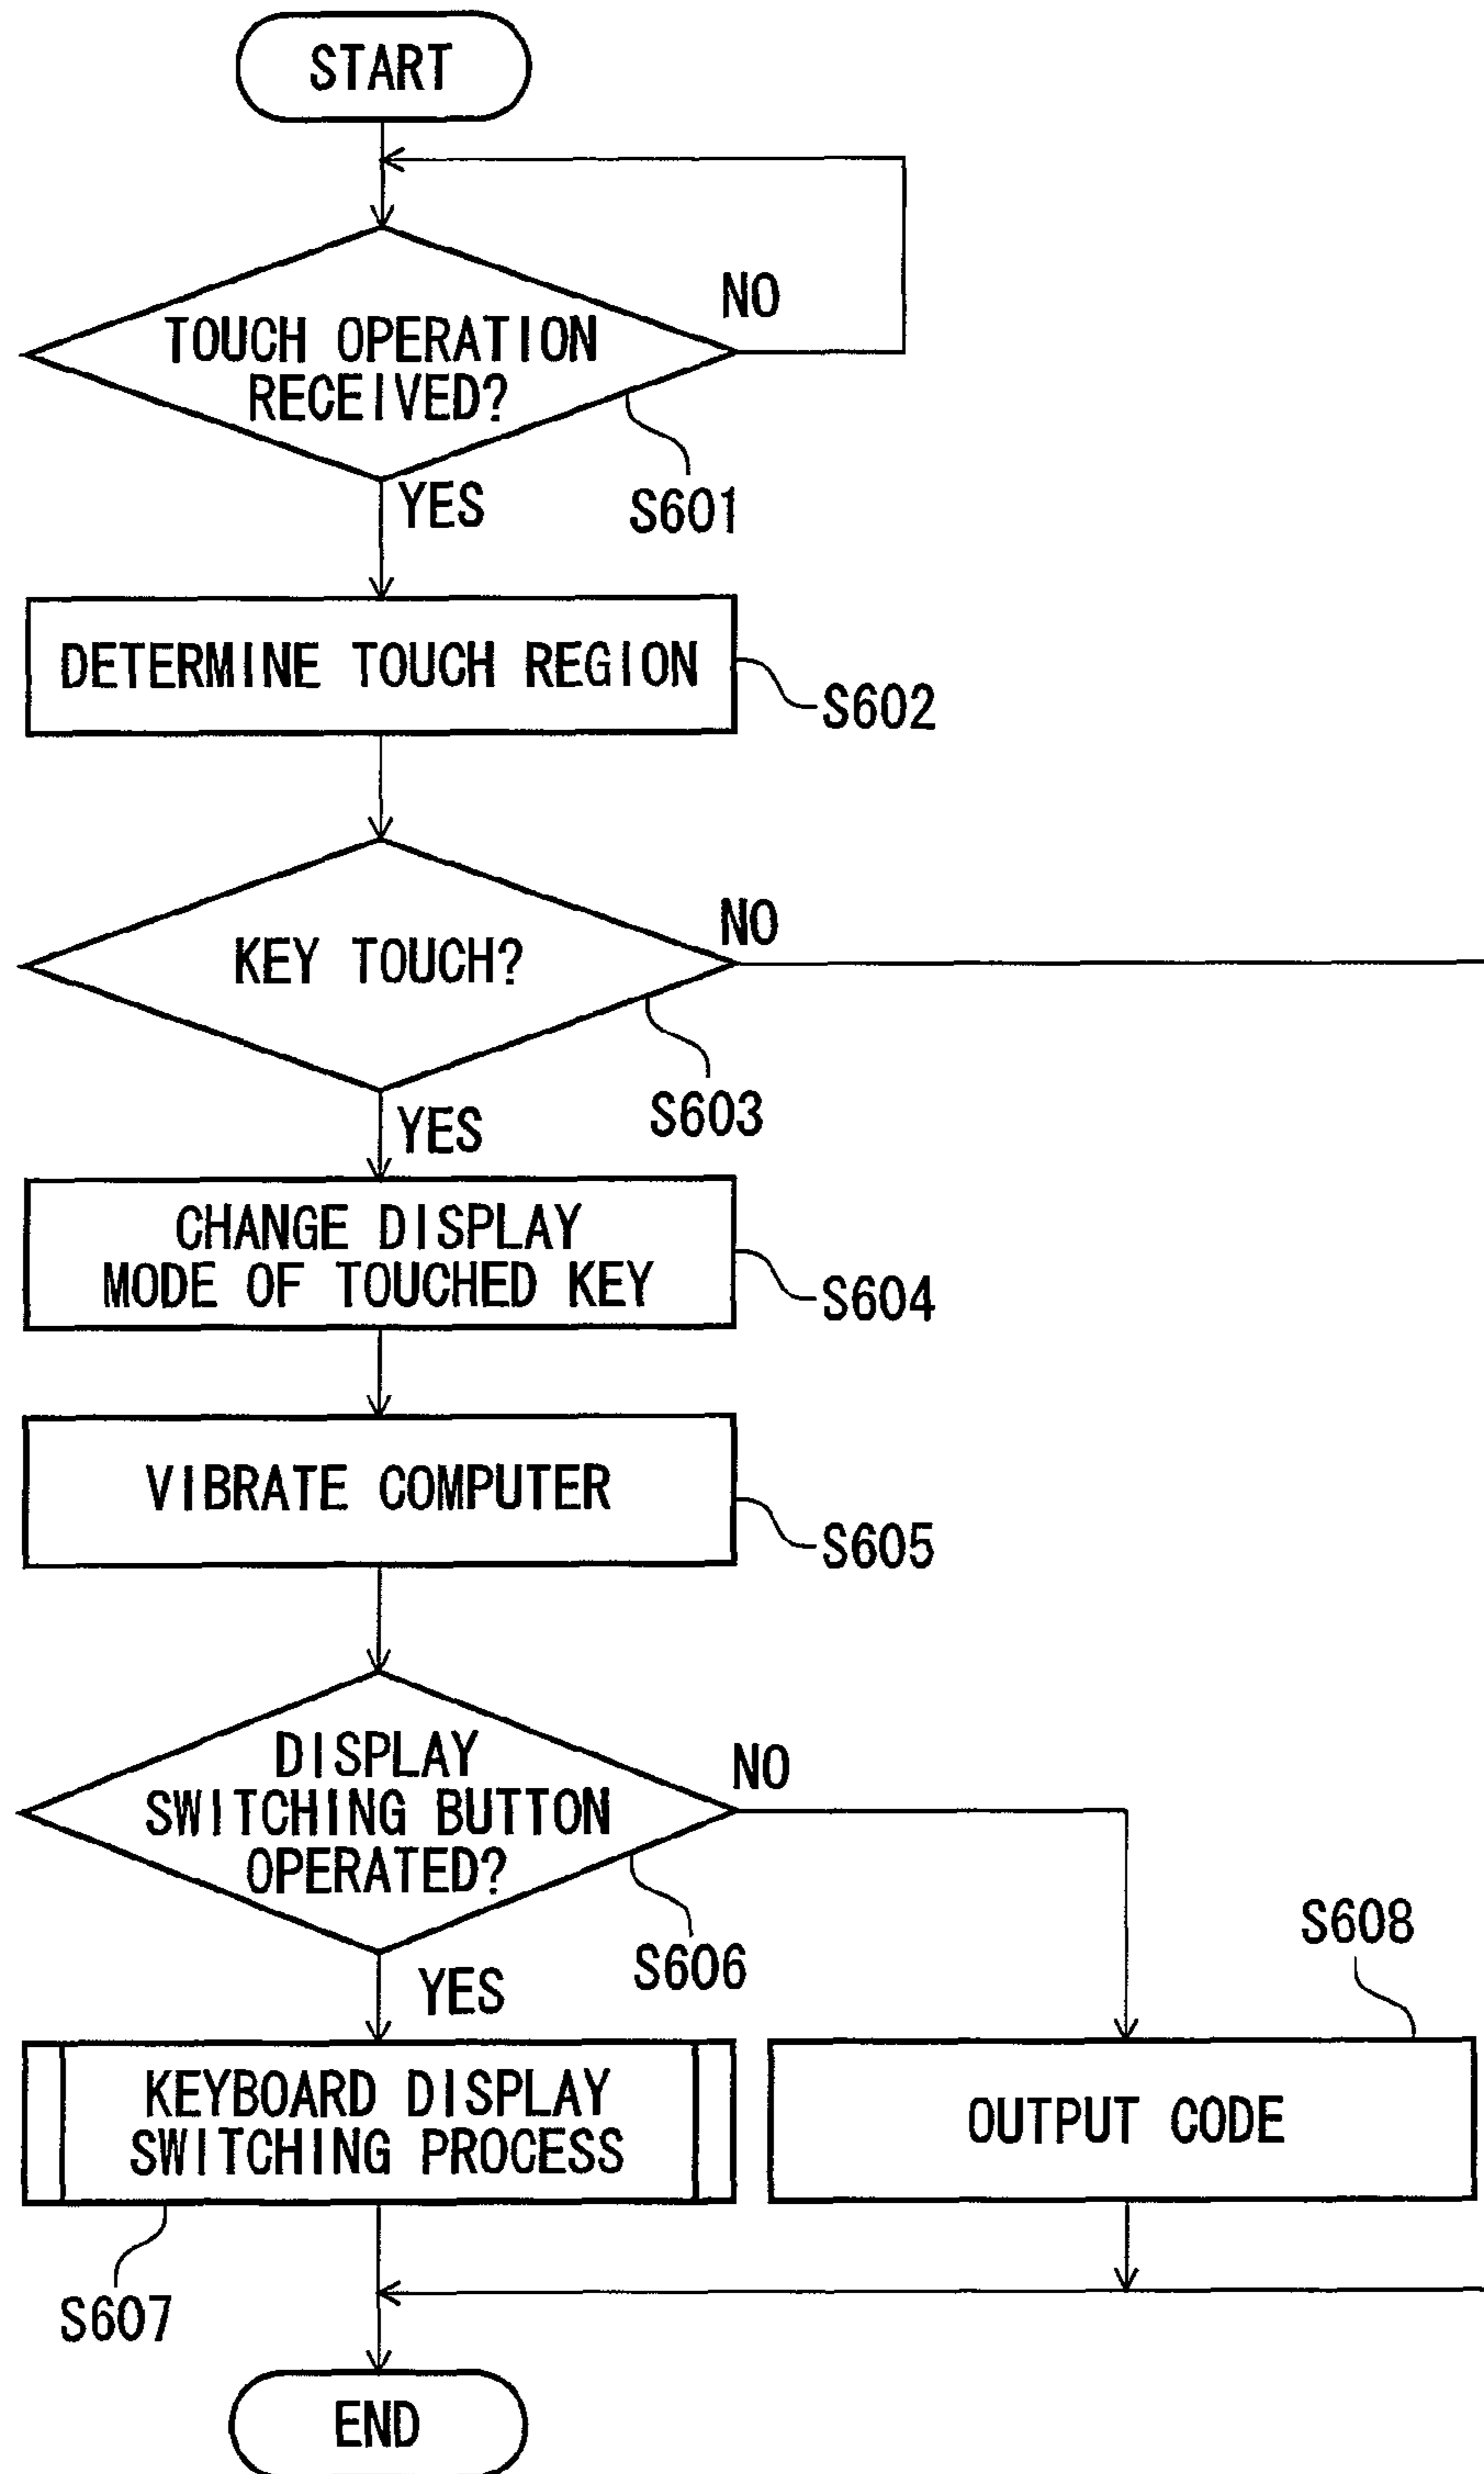 START
NO
TOUCH OPERATION
RECEIVED?
YES
S601
DETERMINE TOUCH REGION
S602
NO
KEY TOUCH?
YES
S603
CHANGE DISPLAY
MODE OF TOUCHED KEY
S604
VIBRATE COMPUTER
S605
DISPLAY
SWITCHING BUTTON
OPERATED?
NO
YES
S606
S608
KEYBOARD DISPLAY
SWITCHING PROCESS
OUTPUT CODE
S607
END